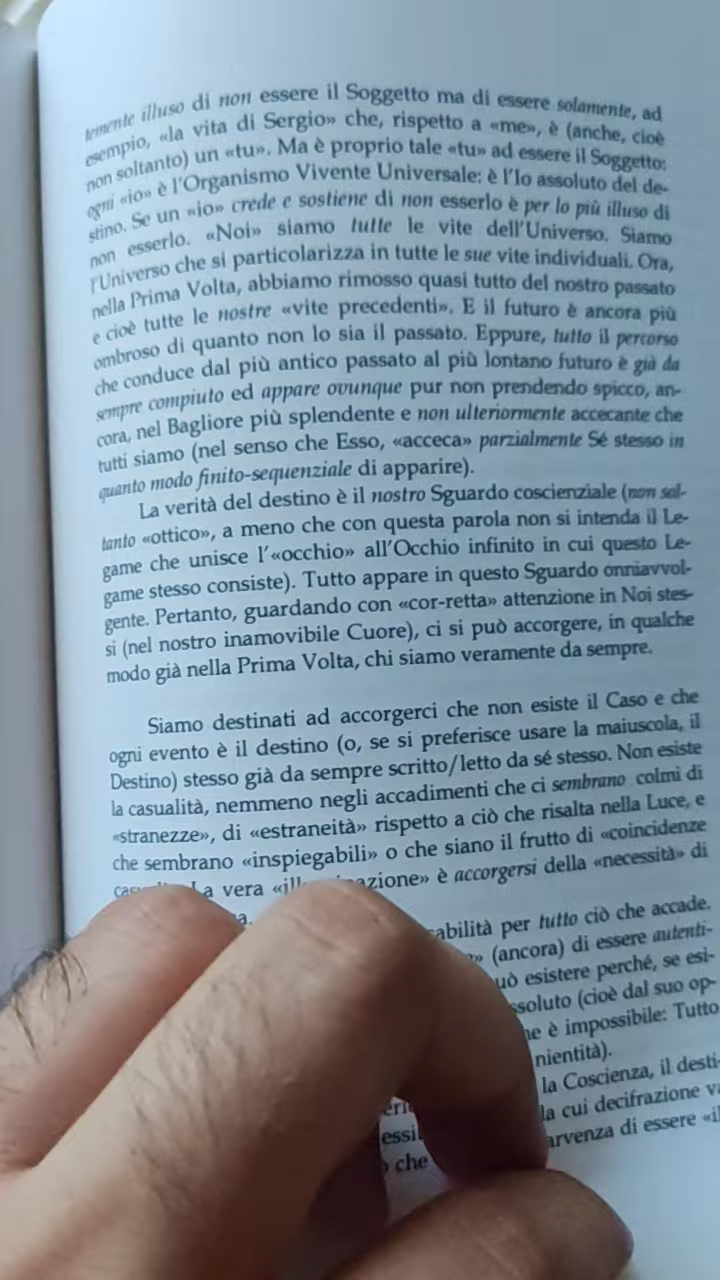 temente illuso di non essere il Soggetto ma di essere solamente, ad
esempio, «la vita di Sergio» che, rispetto a «me», è (anche, cioè
non soltanto) un «tu». Ma è proprio tale «tu» ad essere il Soggetto:
ogni «io» è l'Organismo Vivente Universale: è l'Io assoluto del de-
stino. Se un «io» crede e sostiene di non esserlo è per lo più illuso di
non esserlo. «Noi» siamo tutte le vite dell'Universo. Siamo
l'Universo che si particolarizza in tutte le sue vite individuali. Ora,
nella Prima Volta, abbiamo rimosso quasi tutto del nostro passato
e cioè tutte le nostre «vite precedenti». E il futuro è ancora più
ombroso di quanto non lo sia il passato. Eppure, tutto il percorso
che conduce dal più antico passato al più lontano futuro è già da
sempre compiuto ed appare ovunque pur non prendendo spicco, an-
cora, nel Bagliore più splendente e non ulteriormente accecante che
tutti siamo (nel senso che Esso, «acceca» parzialmente Sé stesso in
quanto modo finito-sequenziale di apparire).
La verità del destino è il nostro Sguardo coscienziale (non sol-
tanto «ottico», a meno che con questa parola non si intenda il Le-
game che unisce l'«occhio» all'Occhio infinito in cui questo Le-
game stesso consiste). Tutto appare in questo Sguardo onniavvol-
gente. Pertanto, guardando con «cor-retta» attenzione in Noi stes-
si (nel nostro inamovibile Cuore), ci si può accorgere, in qualche
modo già nella Prima Volta, chi siamo veramente da sempre.
Siamo destinati ad accorgerci che non esiste il Caso e che
ogni evento è il destino (o, se si preferisce usare la maiuscola, il
Destino) stesso già da sempre scritto/letto da sé stesso. Non esiste
la casualità, nemmeno negli accadimenti che ci sembrano colmi di
«stranezze», di «estraneità» rispetto a ciò che risalta nella Luce, e
che sembrano «inspiegabili» o che siano il frutto di «coincidenze
La vera è accorgersi della «necessità» di
per tutto ciò che accade.
(ancora) di essere autenti-
esistere perché, se esi-
(cioè dal suo op-
è impossibile: Tutto
la Coscienza, il desti-
la cui decifrazione
di essere
che